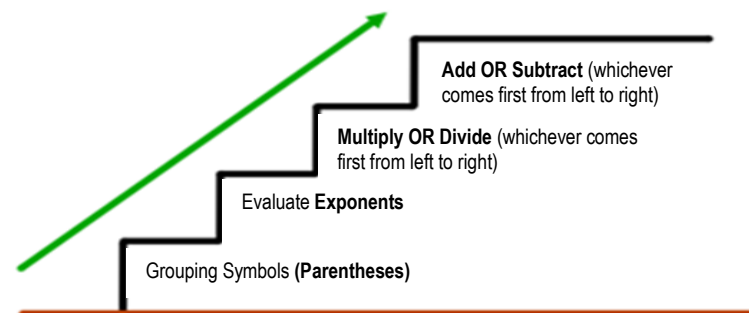 Add OR Subtract (whichever
comes first from left to right)
Multiply OR Divide (whichever comes
first from left to right)
Evaluate Exponents
Grouping Symbols (Parentheses)